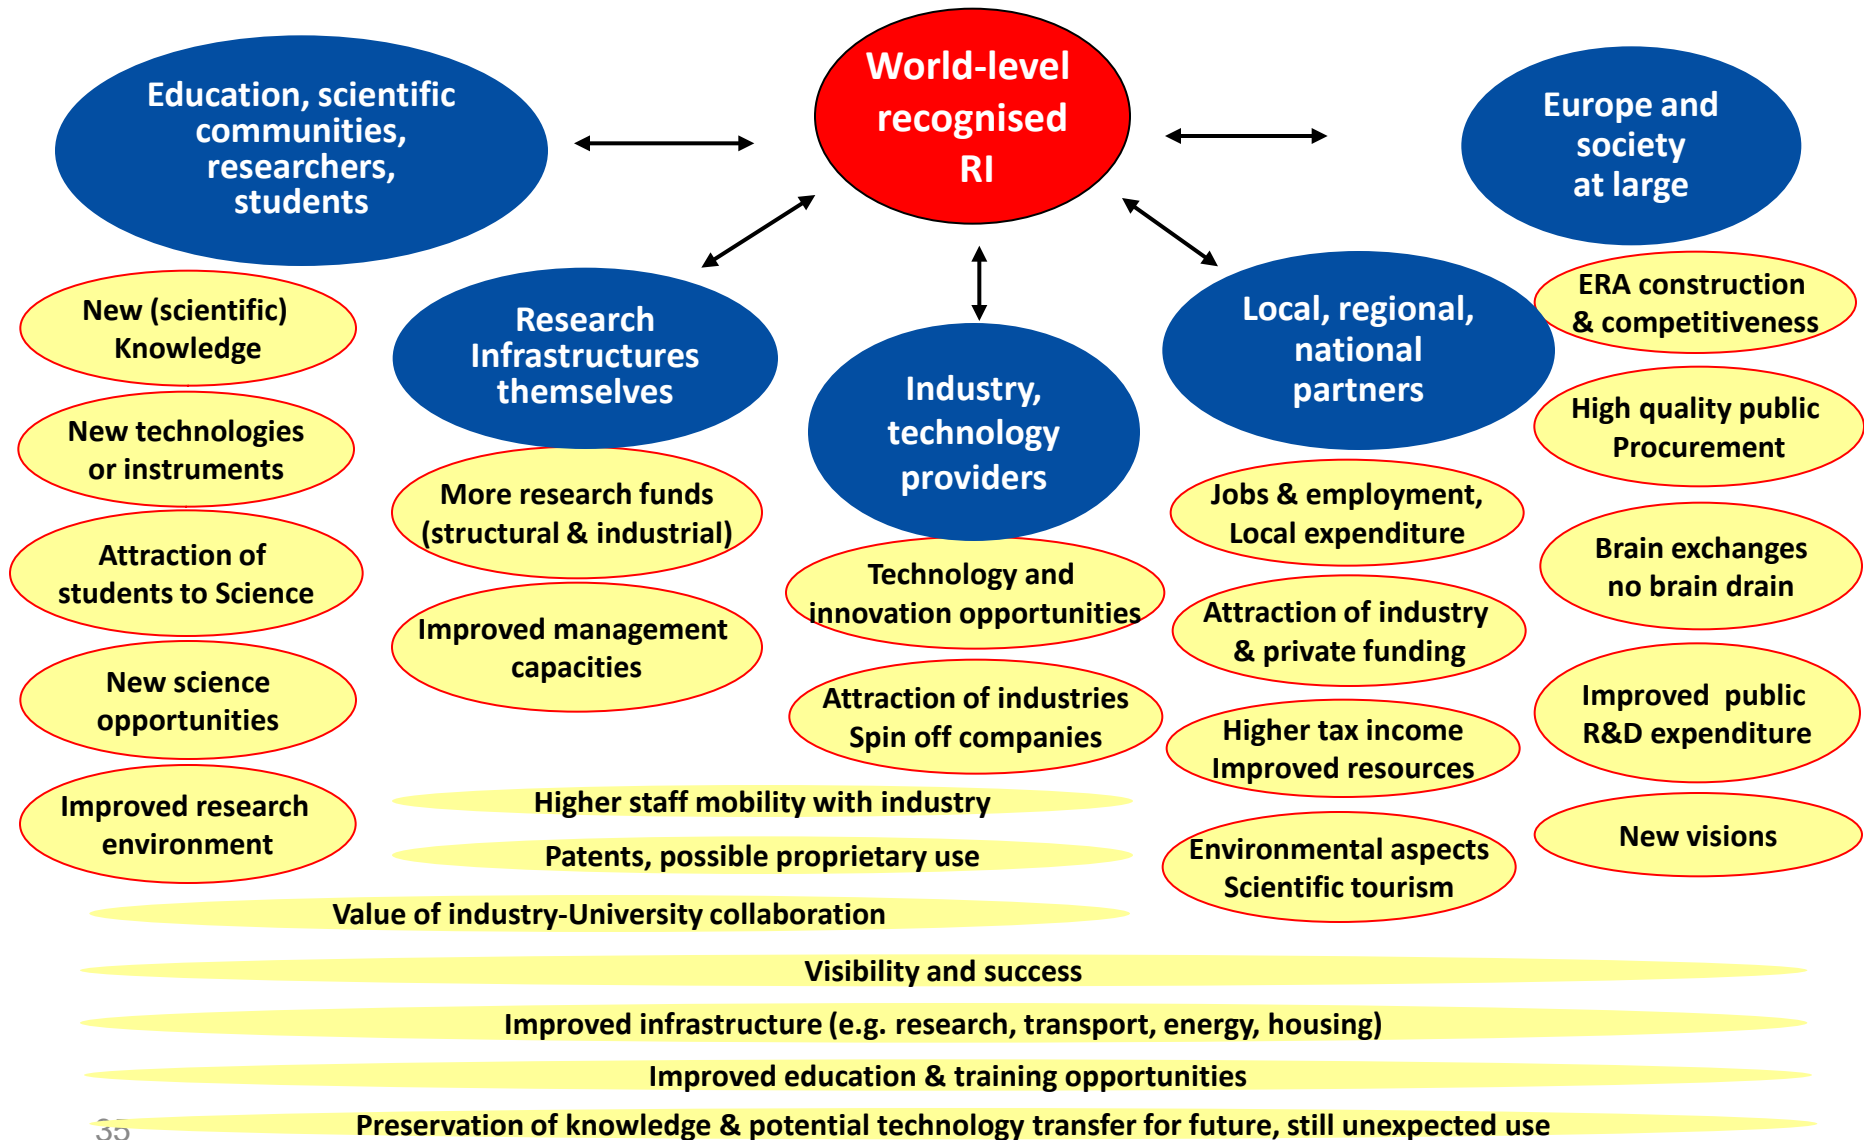 World-level
recognised
RI
Education, scientific
communities,
researchers,
students
Europe and
society
at large
Research
Infrastructures
themselves
Industry,
technology
providers
Local, regional,
national
partners
New (scientific)
Knowledge
New technologies
or instruments
Attraction of
students to Science
New science
opportunities
Improved research
environment
More research funds
(structural & industrial)
Improved management
capacities
Technology and
innovation opportunities
Attraction of industries
Spin off companies
Jobs & employment,
Local expenditure
Attraction of industry
& private funding
Higher tax income
Improved resources
Environmental aspects
Scientific tourism
ERA construction
& competitiveness
High quality public
Procurement
Brain exchanges
no brain drain
Improved public
R&D expenditure
New visions
Higher staff mobility with industry
Patents, possible proprietary use
Value of industry-University collaboration
Visibility and success
Improved infrastructure (e.g. research, transport, energy, housing)
Improved education & training opportunities
Preservation of knowledge & potential technology transfer for future, still unexpected use
35